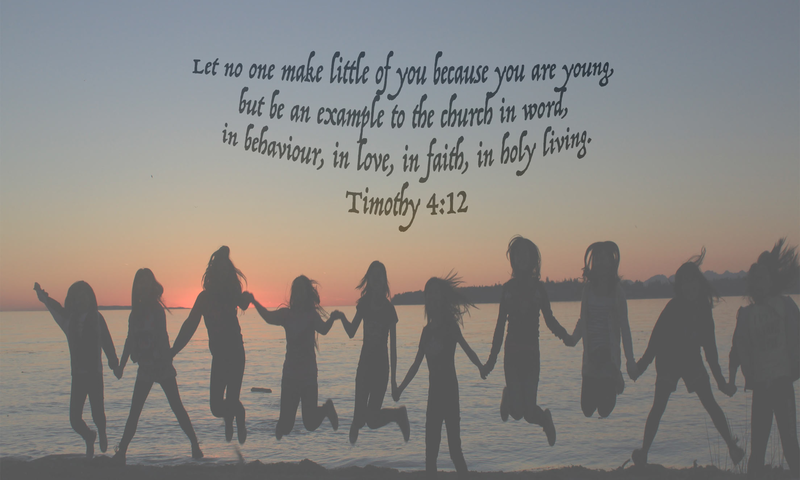 Let no one make little of you because you are young,
but be an example to the church in word,
in behaviour, in love, in faith, in holy living.
Timothy 4:12